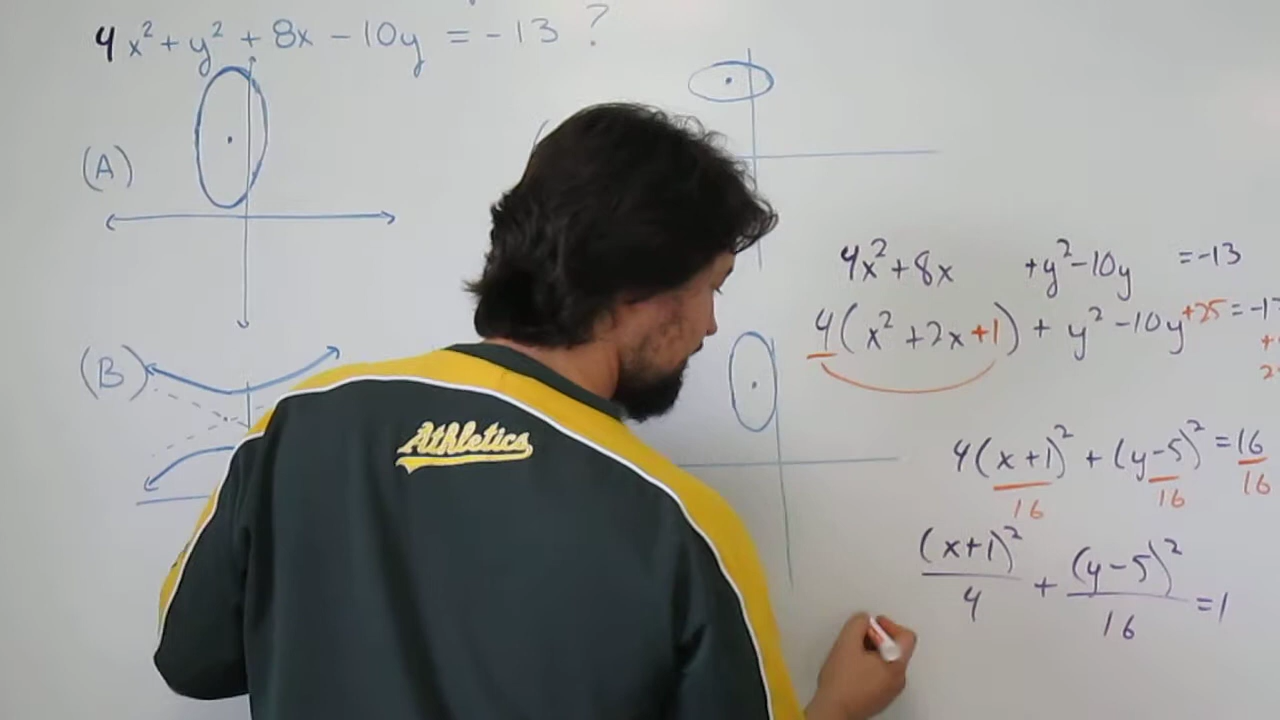 4x² + y² + 8x − 10y = −13 ?
(A)
(B)
Athletics
4x² + 8x + y² − 10y = −13
4(x² + 2x + 1) + y² − 10y + 25 =
4(x + 1)² + (y − 5)² = 16
16 16 16
(x + 1)² + (y − 5)² = 1
4 16